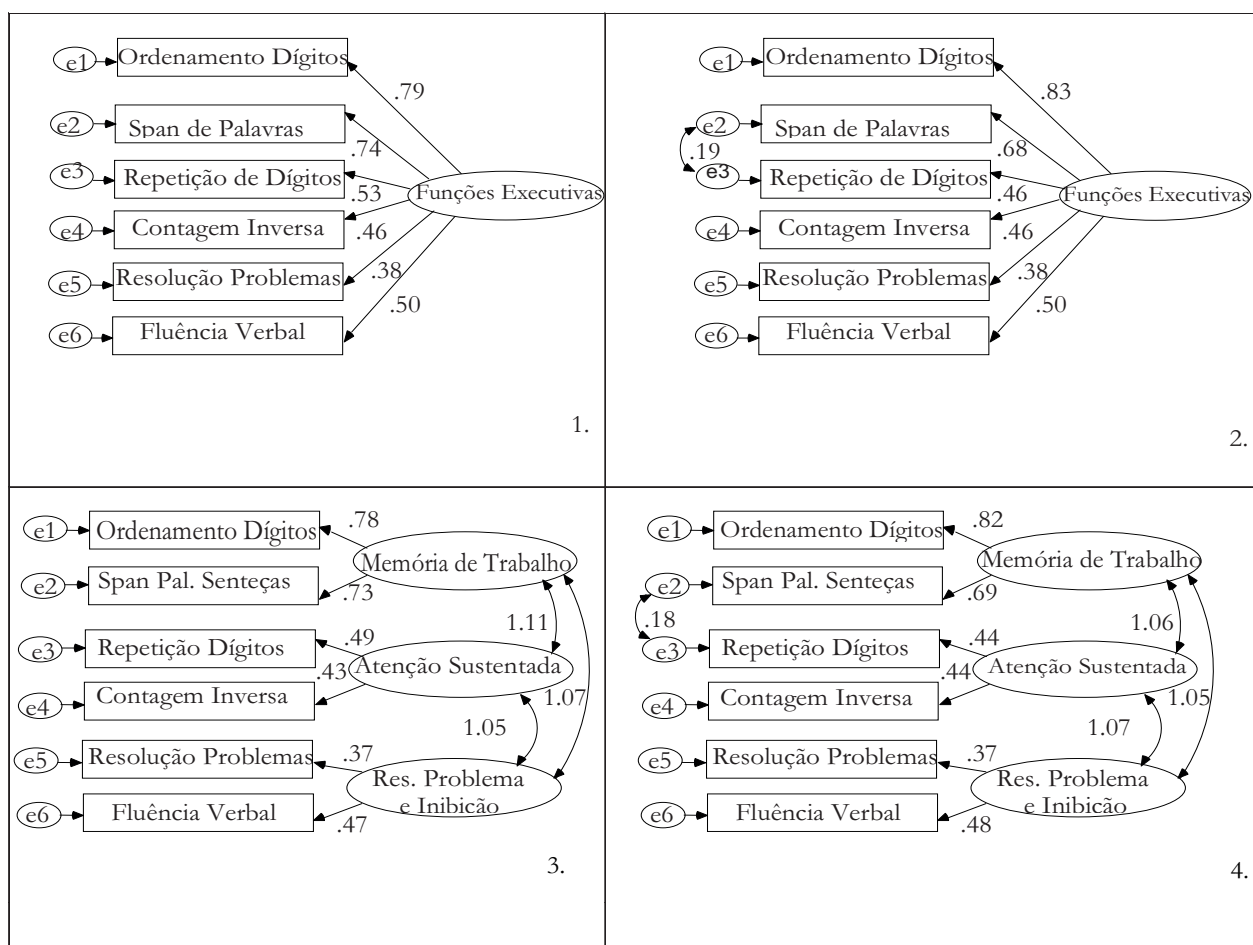 e1
Ordenamento Dígitos
.79
e2
Span de Palavras
.74
e3
Repetição de Dígitos
.53
Funções Executivas
e4
Contagem Inversa
.46
e5
Resolução Problemas
.38
.50
e6
Fluência Verbal
1.
e1
Ordenamento Dígitos
.83
e2
Span de Palavras
.19
.68
e3
Repetição de Dígitos
.46
Funções Executivas
e4
Contagem Inversa
.46
e5
Resolução Problemas
.38
.50
e6
Fluência Verbal
2.
e1
Ordenamento Dígitos
.78
Memória de Trabalho
e2
Span Pal. Senteças
.73
1.11
e3
Repetição Dígitos
.49
Atenção Sustentada
.43
e4
Contagem Inversa
1.07
1.05
e5
Resolução Problemas
.37
Res. Problema
e Inibicão
e6
Fluência Verbal
.47
3.
e1
Ordenamento Dígitos
.82
Memória de Trabalho
e2
Span Pal. Senteças
.69
.18
1.06
e3
Repetição Dígitos
.44
Atenção Sustentada
.44
e4
Contagem Inversa
1.05
1.07
e5
Resolução Problemas
.37
Res. Problema
e Inibicão
e6
Fluência Verbal
.48
4.